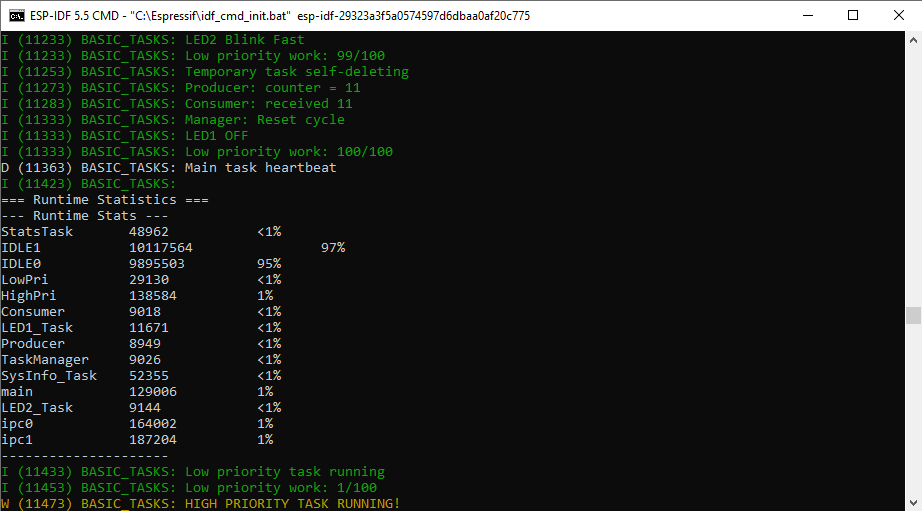 ESP-IDF 5.5 CMD - "C:\Espressif\idf_cmd_init.bat" esp-idf-29323a3f5a0574597d6dbaa0af20c775
I (11233) BASIC_TASKS: LED2 Blink Fast
I (11233) BASIC_TASKS: Low priority work: 99/100
I (11253) BASIC_TASKS: Temporary task self-deleting
I (11273) BASIC_TASKS: Producer: counter = 11
I (11283) BASIC_TASKS: Consumer: received 11
I (11333) BASIC_TASKS: Manager: Reset cycle
I (11333) BASIC_TASKS: LED1 OFF
I (11333) BASIC_TASKS: Low priority work: 100/100
D (11363) BASIC_TASKS: Main task heartbeat
I (11423) BASIC_TASKS:
=== Runtime Statistics ===
--- Runtime Stats ---
StatsTask 48962 <1%
IDLE1 10117564 97%
IDLE0 9895503 95%
LowPri 29130 <1%
HighPri 138584 1%
Consumer 9018 <1%
LED1_Task 11671 <1%
Producer 8949 <1%
TaskManager 9026 <1%
SysInfo_Task 52355 <1%
main 129006 1%
LED2_Task 9144 <1%
ipc0 164002 1%
ipc1 187204 1%
---------------------
I (11433) BASIC_TASKS: Low priority task running
I (11453) BASIC_TASKS: Low priority work: 1/100
W (11473) BASIC_TASKS: HIGH PRIORITY TASK RUNNING!